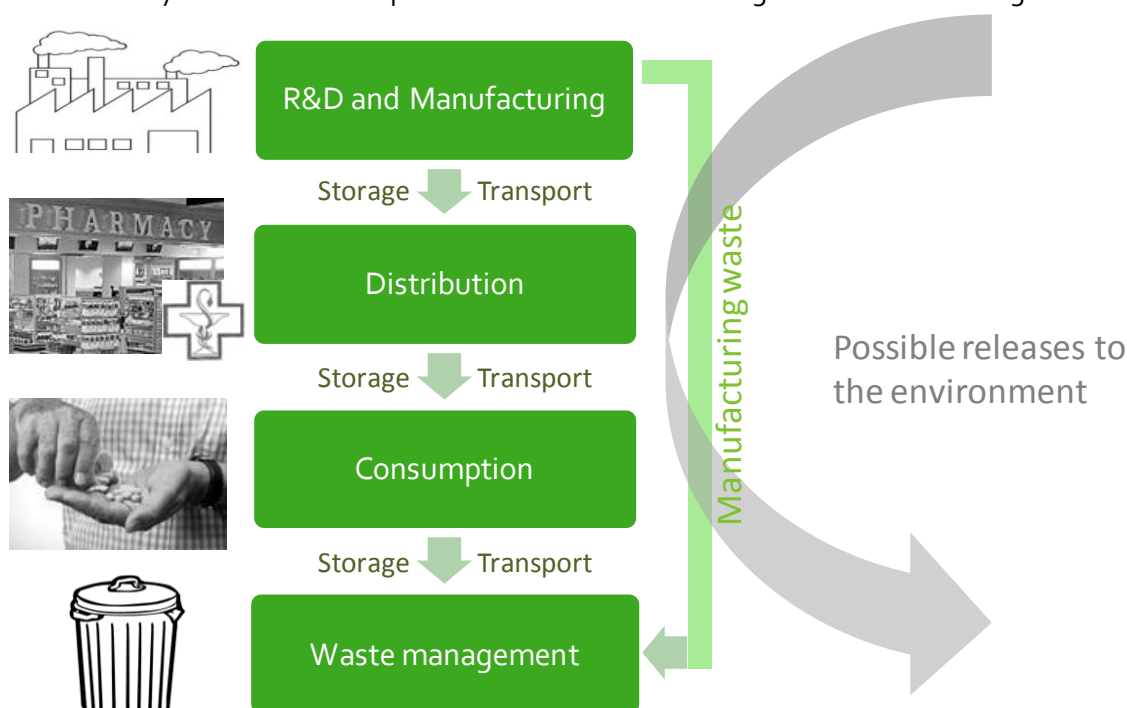 R&D and Manufacturing
Storage Transport
PHARMACY
Distribution
Storage Transport
Manufacturing waste
Possible releases to
the environment
Consumption
Storage Transport
Waste management